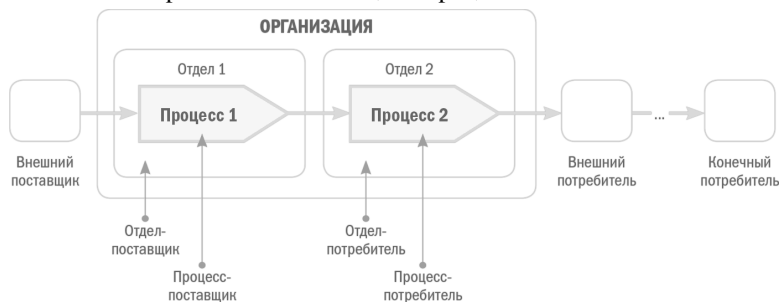 ОРГАНИЗАЦИЯ
Отдел 1
Отдел 2
Процесс 1
Процесс 2
...
Внешний
поставщик
Внешний
потребитель
Конечный
потребитель
Отдел-
поставщик
Отдел-
потребитель
Процесс-
поставщик
Процесс-
потребитель